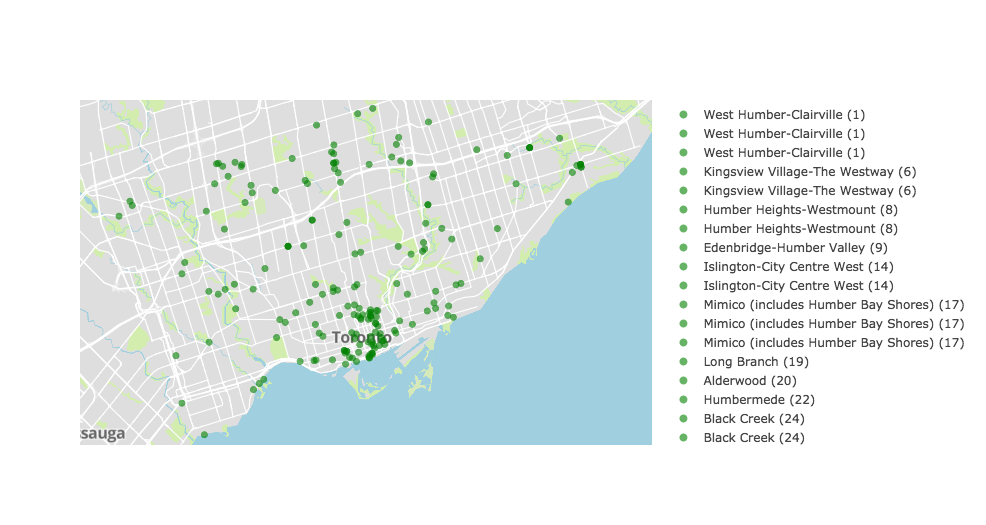 West Humber-Clairville (1)
West Humber-Clairville (1)
West Humber-Clairville (1)
Kingsview Village-The Westway (6)
Kingsview Village-The Westway (6)
Humber Heights-Westmount (8)
Humber Heights-Westmount (8)
Edenbridge-Humber Valley (9)
Islington-City Centre West (14)
Islington-City Centre West (14)
Mimico (includes Humber Bay Shores) (17)
Mimico (includes Humber Bay Shores) (17)
Toronto
Mimico (includes Humber Bay Shores) (17)
Long Branch (19)
Alderwood (20)
Humbermede (22)
Black Creek (24)
sauga
Black Creek (24)